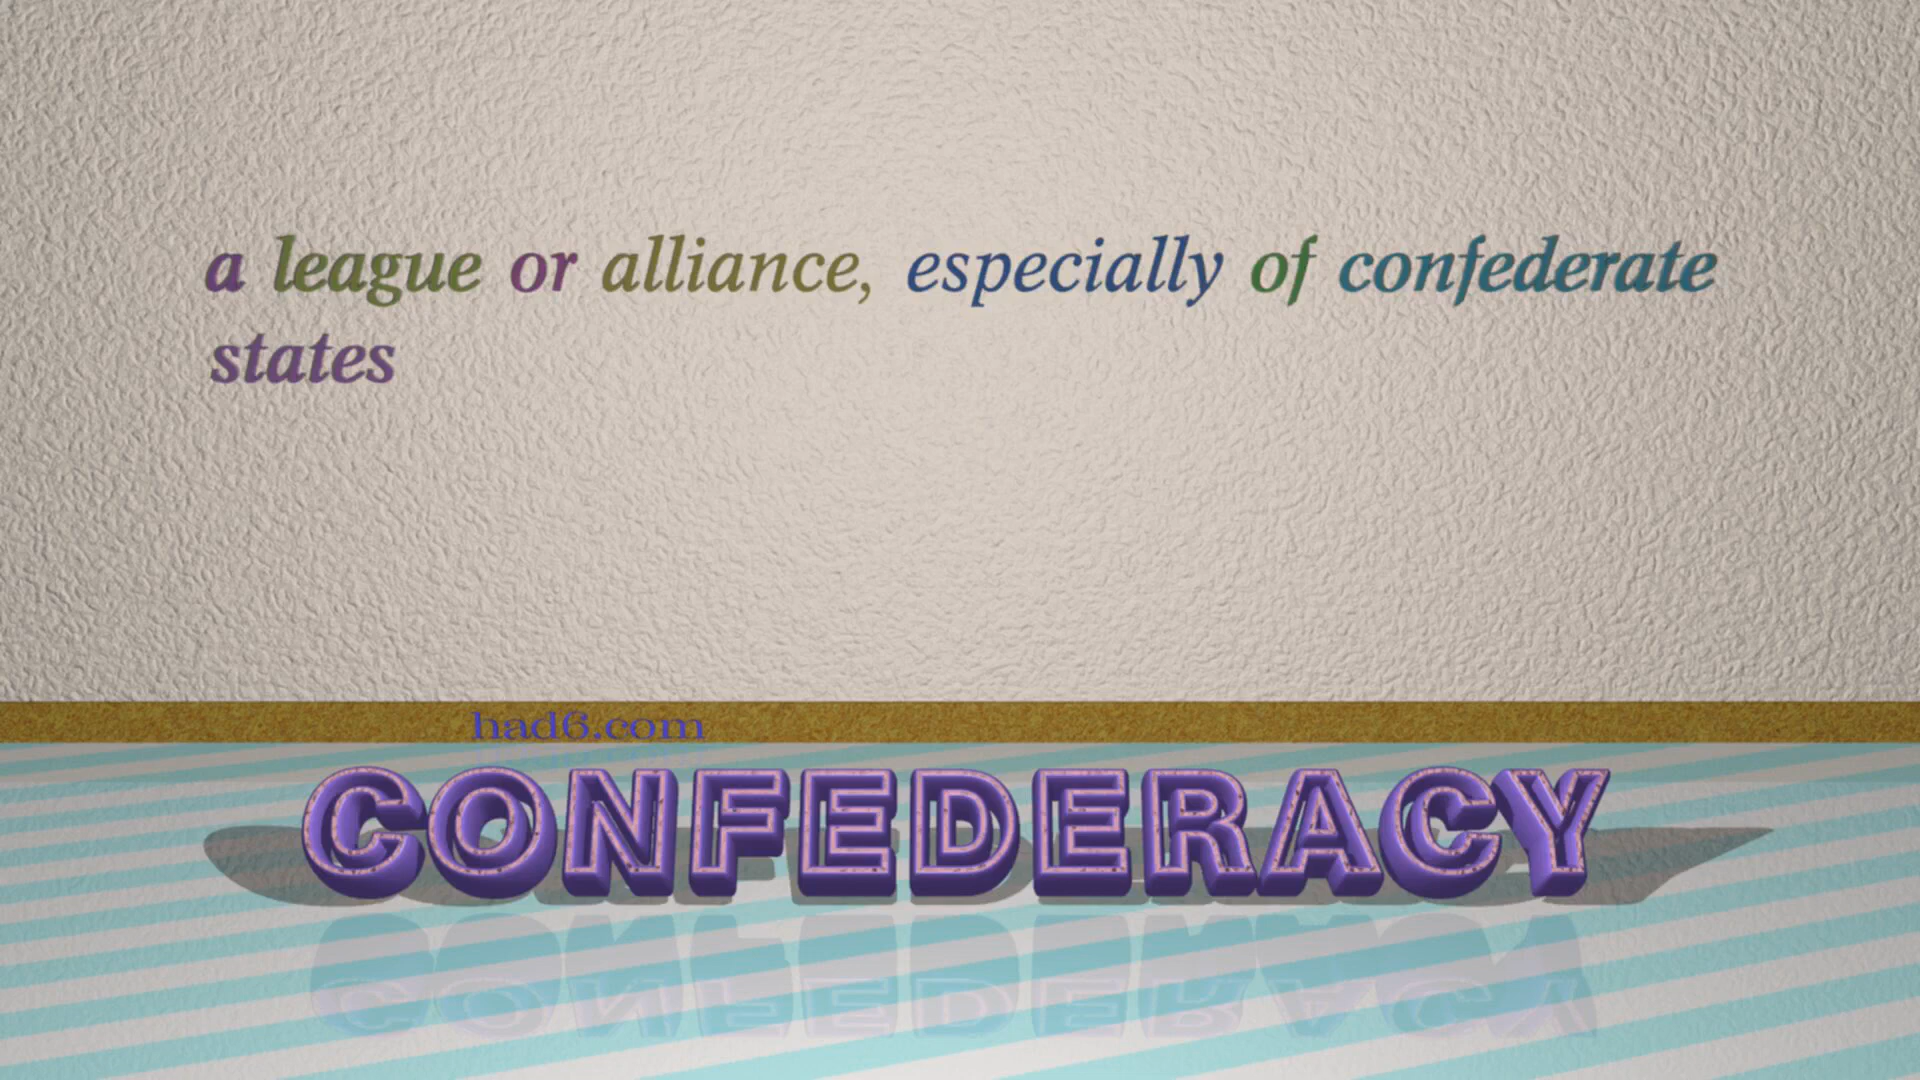 a league or alliance, especially of confederate
states
had6.com
CONFEDERACY